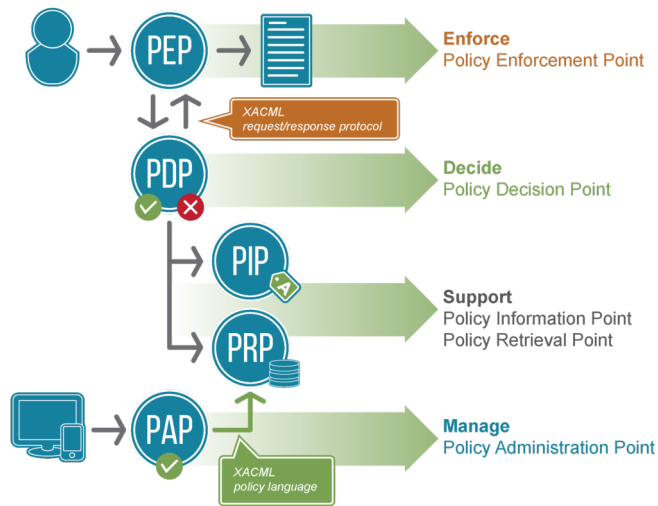 PEP
Enforce
Policy Enforcement Point
XACML
request/response protocol
PDP
Decide
Policy Decision Point
PIP
A
Support
Policy Information Point
Policy Retrieval Point
PRP
PAP
Manage
Policy Administration Point
XACML
policy language